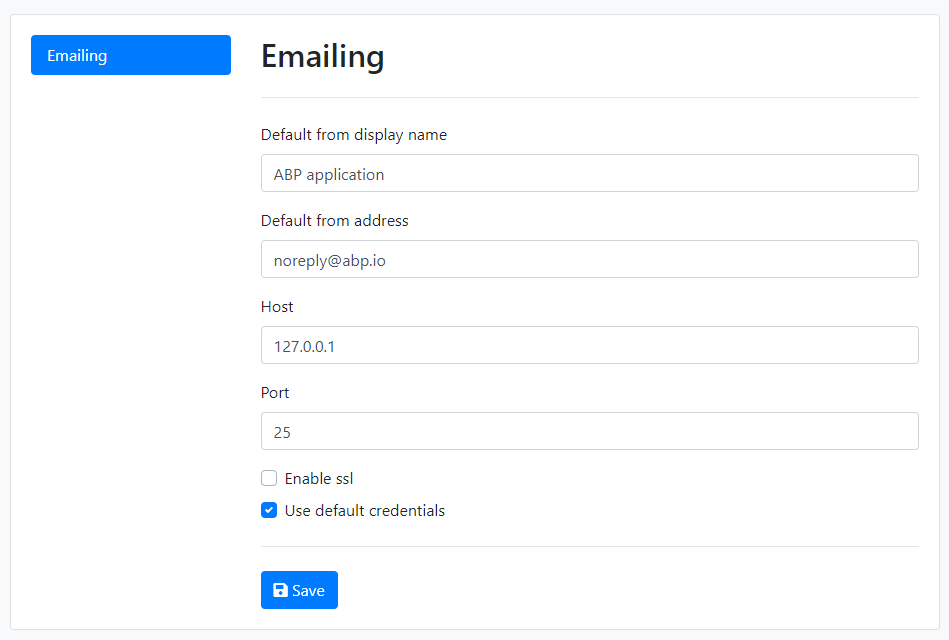 Emailing
Emailing
Default from display name
ABP application
Default from address
noreply@abp.io
Host
127.0.0.1
Port
25
Enable ssl
Use default credentials
Save